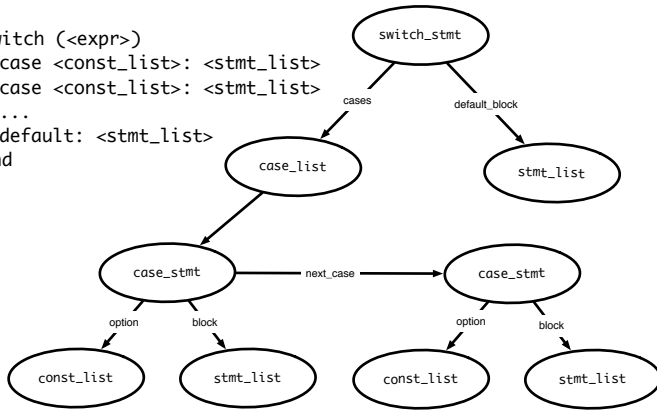 itch (<expr>)
case <const_list>: <stmt_list>
case <const_list>: <stmt_list>
...
default: <stmt_list>
nd
switch_stmt
cases
default_block
case_list
stmt_list
case_stmt
next_case
case_stmt
option
block
option
block
const_list
stmt_list
const_list
stmt_list